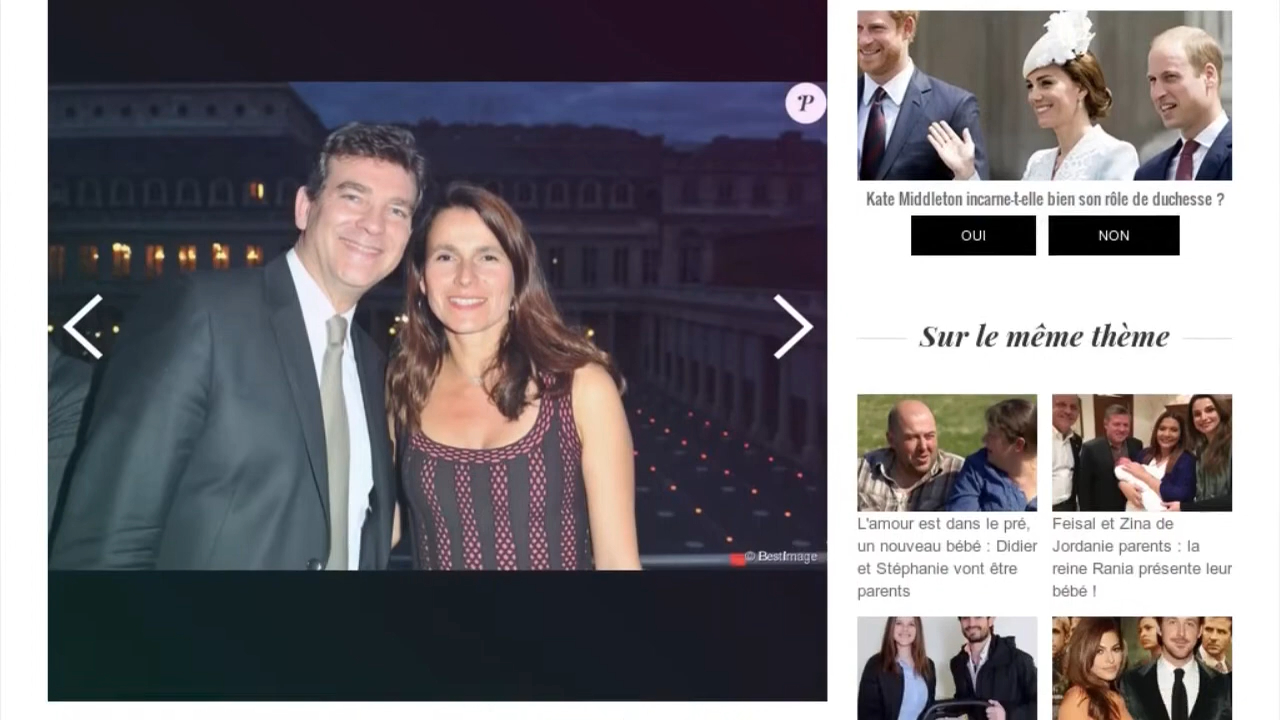 P
© BestImage
Kate Middleton incarne-t-elle bien son rôle de duchesse ?
OUI
NON
Sur le même thème
L'amour est dans le pré,
un nouveau bébé : Didier
et Stéphanie vont être
parents
Feisal et Zina de
Jordanie parents : la
reine Rania présente leur
bébé !